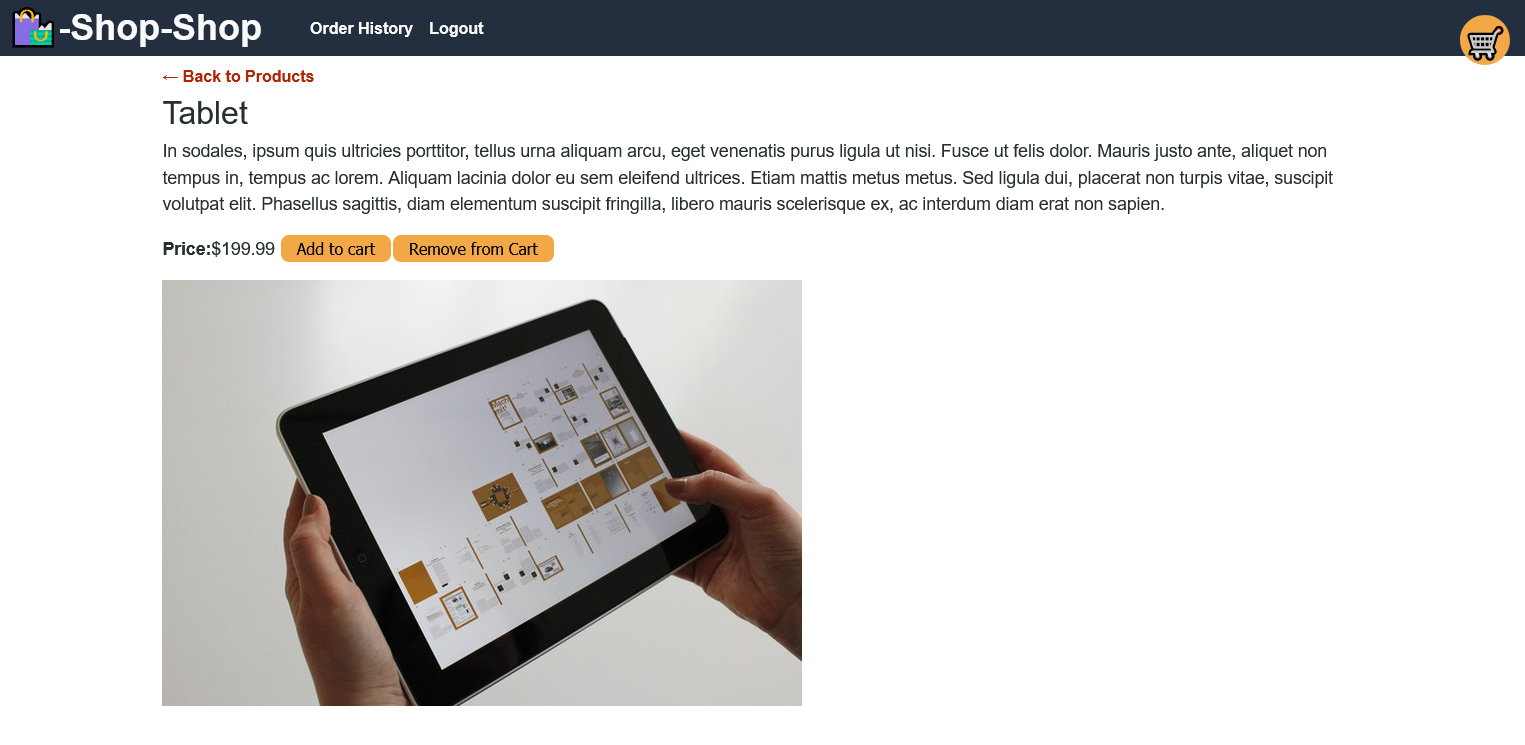 -Shop-Shop
Order History Logout
← Back to Products
Tablet
In sodales, ipsum quis ultricies porttitor, tellus urna aliquam arcu, eget venenatis purus ligula ut nisi. Fusce ut felis dolor. Mauris justo ante, aliquet non
tempus in, tempus ac lorem. Aliquam lacinia dolor eu sem eleifend ultrices. Etiam mattis metus metus. Sed ligula dui, placerat non turpis vitae, suscipit
volutpat elit. Phasellus sagittis, diam elementum suscipit fringilla, libero mauris scelerisque ex, ac interdum diam erat non sapien.
Price:$199.99 Add to cart Remove from Cart